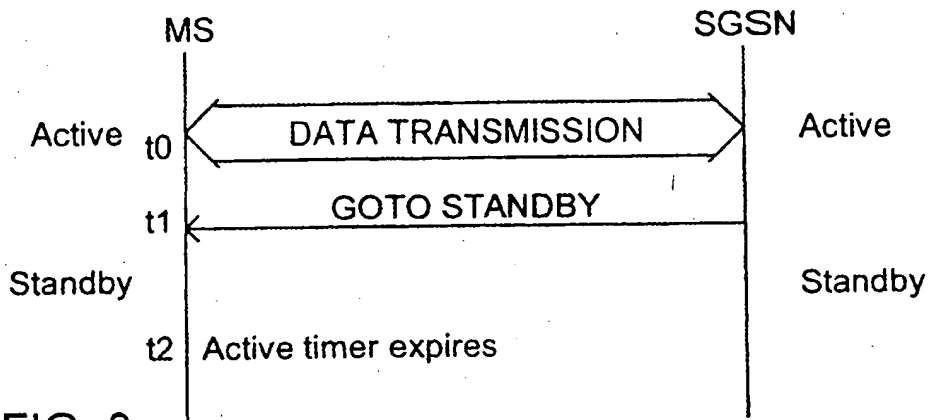 MS SGSN
Active t0 DATA TRANSMISSION Active
t1 GOTO STANDBY
Standby Standby
t2 Active timer expires